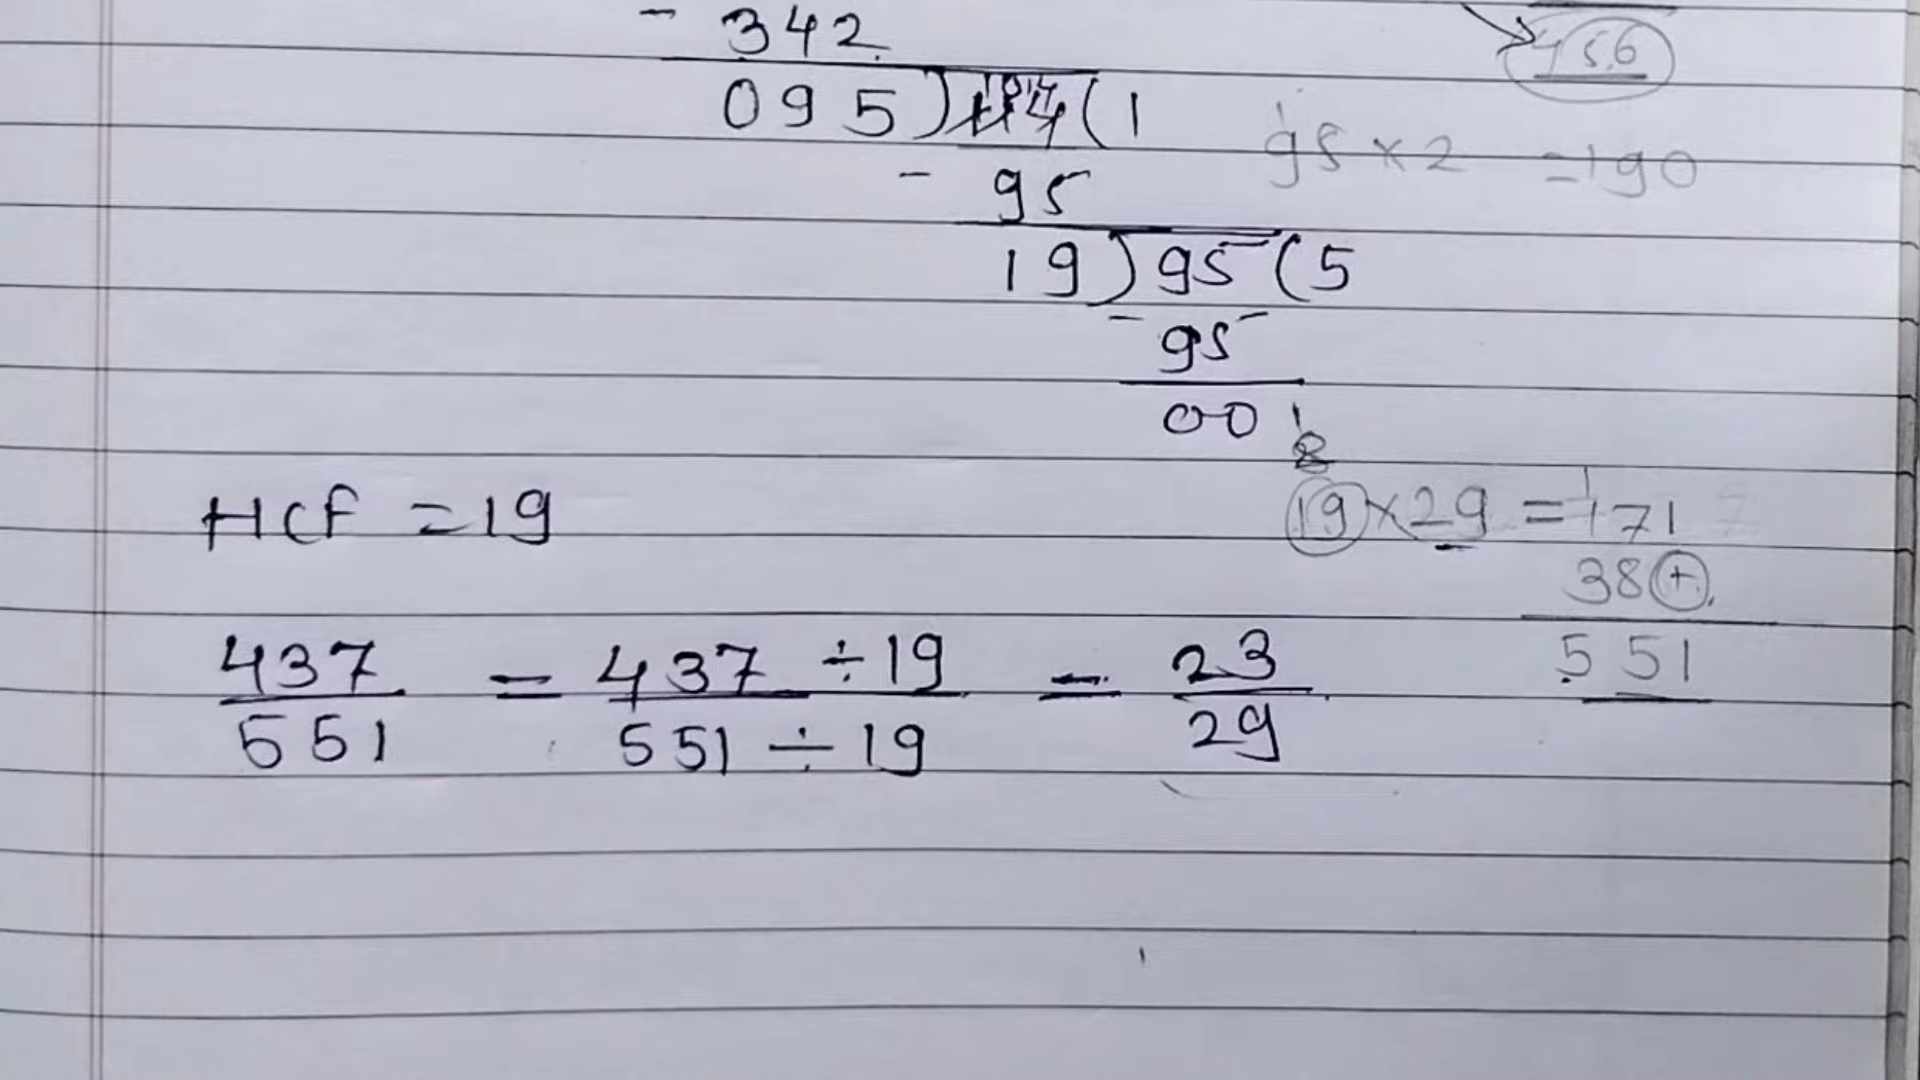 - 342
456
095 ) 114 ( 1
95 × 2 = 190
- 95
19 ) 95 ( 5
- 95
00
HCF = 19
19 × 29 = 171
38 +
551
437/551 = 437 ÷ 19/551 ÷ 19 = 23/29